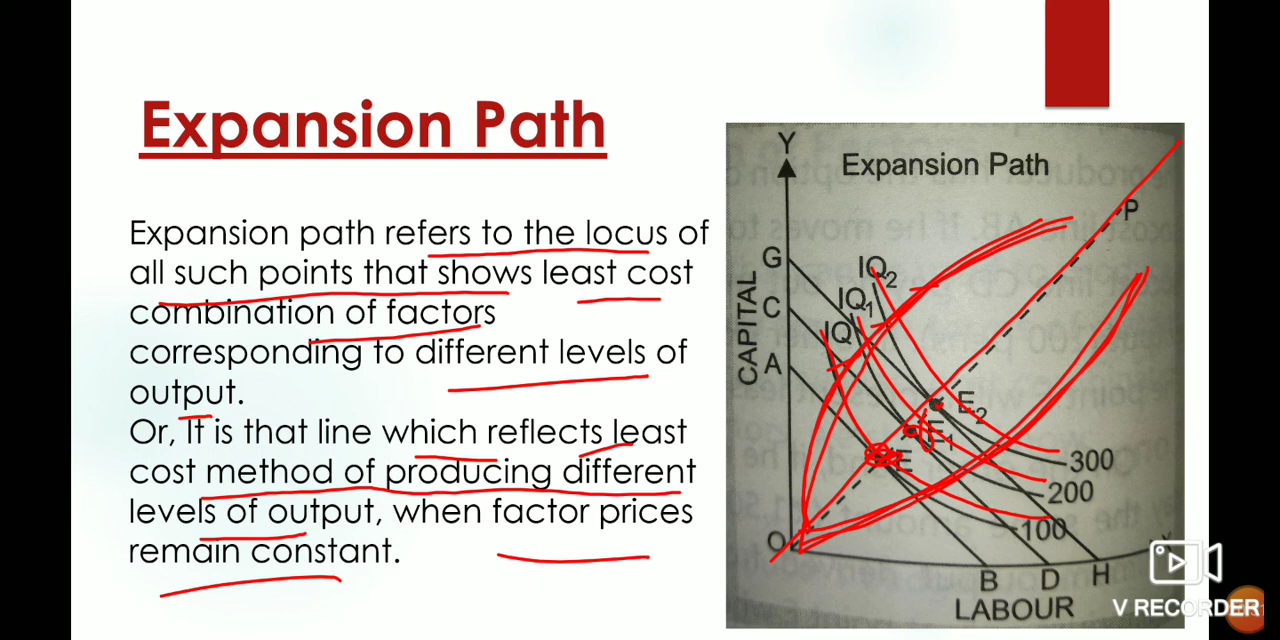 Expansion Path
Expansion path refers to the locus of
all such points that shows least cost
combination of factors
corresponding to different levels of
output.
Or, It is that line which reflects least
cost method of producing different
levels of output, when factor prices
remain constant.
Y
Expansion Path
P
G
IQ2
IQ1
C
IQ
A
CAPITAL
E2
E1
E
300
200
100
O
B
D
H
X
LABOUR
V RECORDER